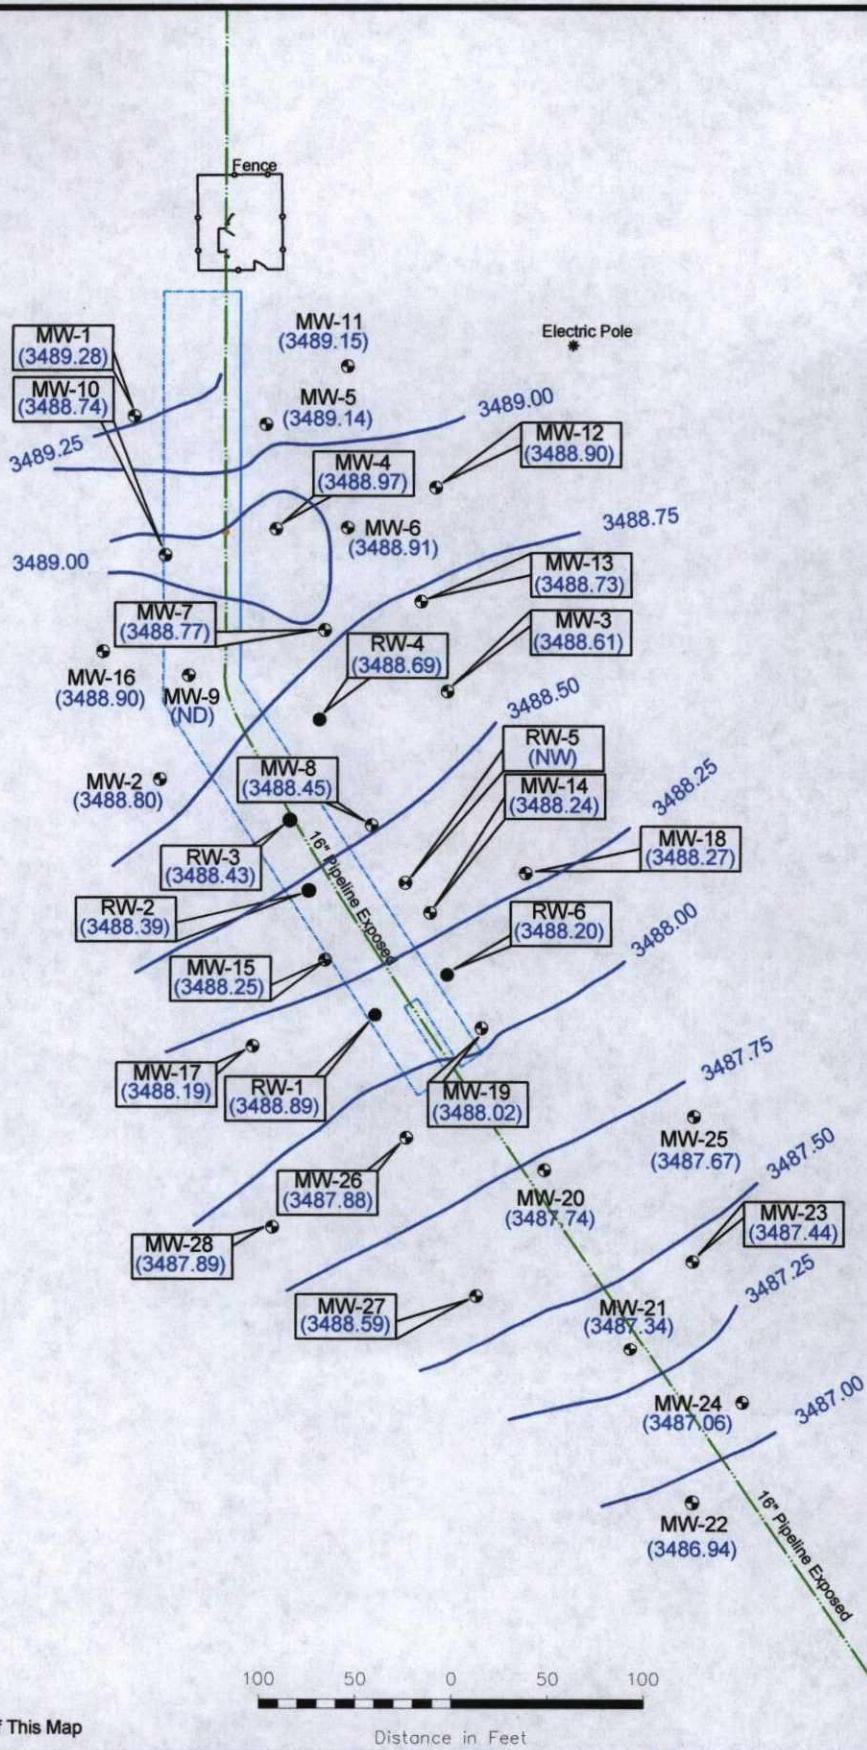 Fence
MW-1
(3489.28)
MW-11
(3489.15)
Electric Pole
MW-10
(3488.74)
MW-5
(3489.14)
3489.00
3489.25
MW-12
(3488.90)
MW-4
(3488.97)
MW-6
(3488.91)
3488.75
3489.00
MW-13
(3488.73)
MW-7
(3488.77)
MW-3
(3488.61)
RW-4
(3488.69)
MW-16
(3488.90)
MW-9
(ND)
3488.50
RW-5
(NW)
MW-2
(3488.80)
MW-8
(3488.45)
MW-14
(3488.24)
3488.25
RW-3
(3488.43)
16" Pipeline Exposed
MW-18
(3488.27)
RW-2
(3488.39)
RW-6
(3488.20)
3488.00
MW-15
(3488.25)
MW-17
(3488.19)
RW-1
(3488.89)
MW-19
(3488.02)
3487.75
MW-25
(3487.67)
3487.50
MW-26
(3487.88)
MW-20
(3487.74)
MW-23
(3487.44)
MW-28
(3487.89)
3487.25
MW-27
(3488.59)
MW-21
(3487.34)
MW-24
(3487.06)
3487.00
MW-22
(3486.94)
16" Pipeline Exposed
100 50 0 50 100
Distance in Feet
This Map